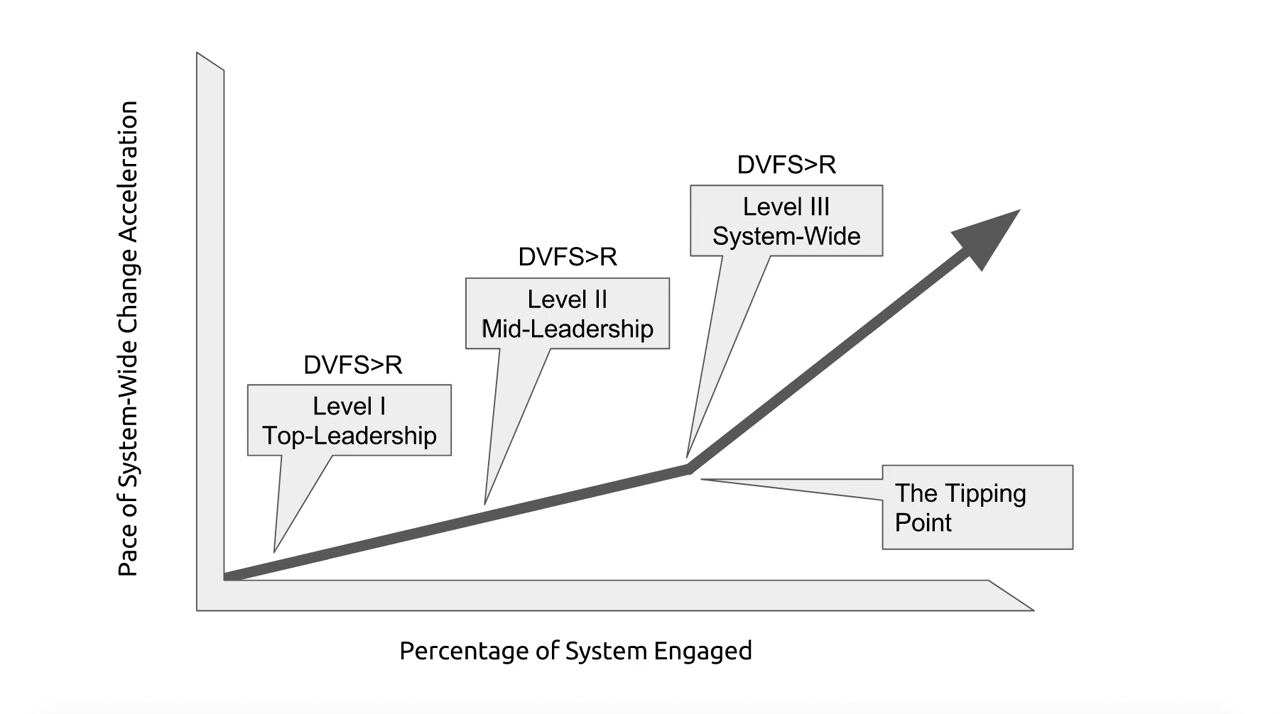 Pace of System-Wide Change Acceleration
DVFS>R
Level III
System-Wide
DVFS>R
Level II
Mid-Leadership
DVFS>R
Level I
Top-Leadership
The Tipping
Point
Percentage of System Engaged